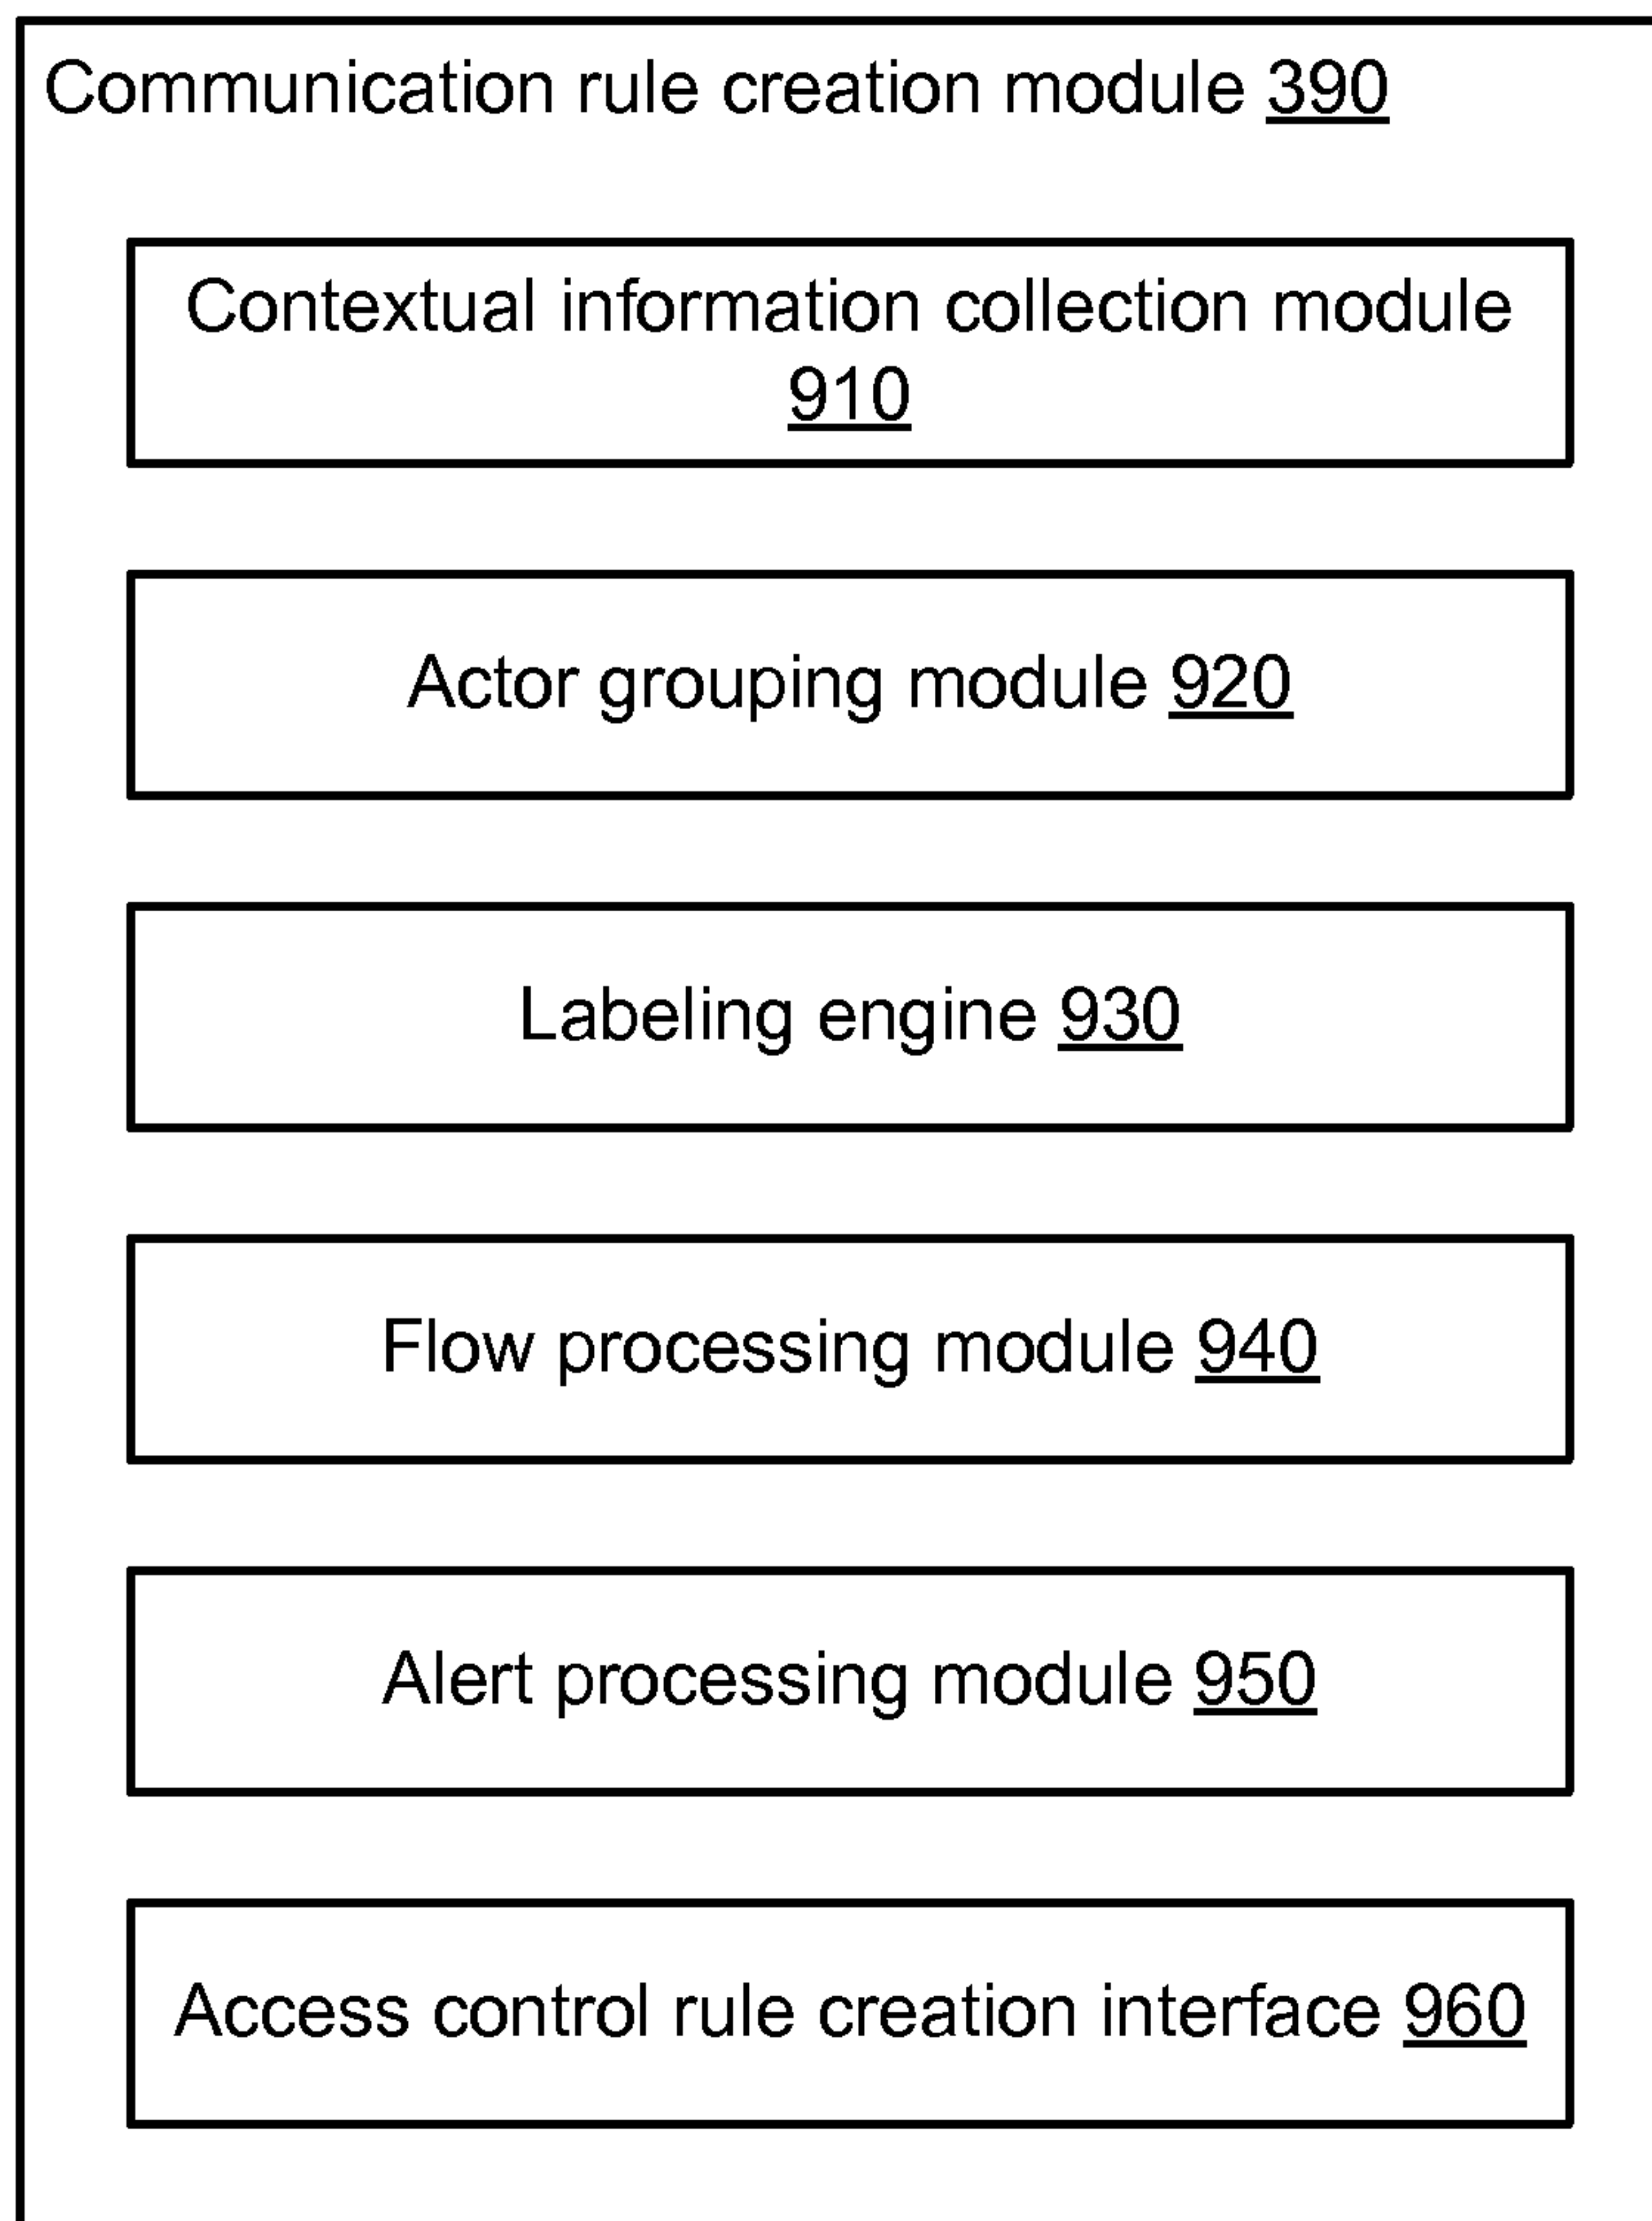 Communication rule creation module 390
Contextual information collection module
910
Actor grouping module 920
Labeling engine 930
Flow processing module 940
Alert processing module 950
Access control rule creation interface 960